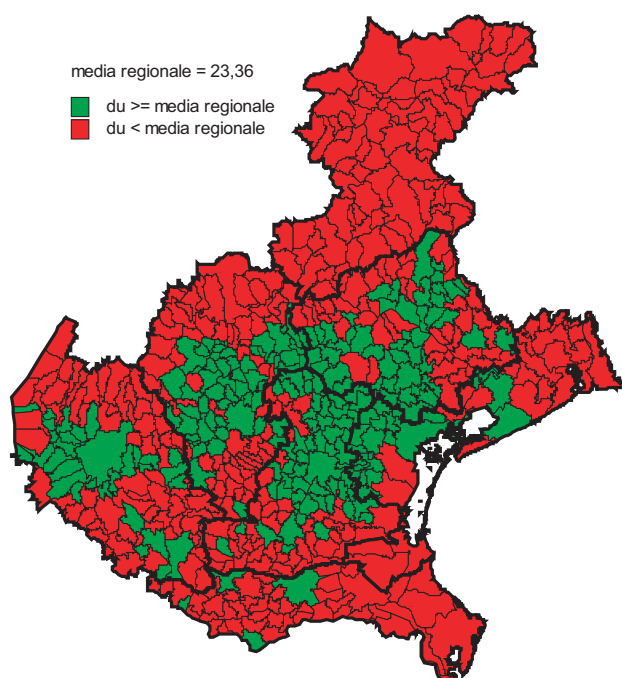 media regionale = 23,36
du >= media regionale
du < media regionale